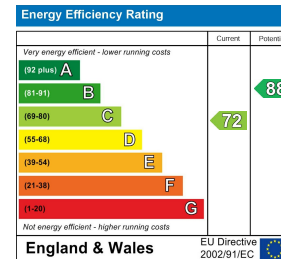 Energy Efficiency Rating
Current Potenti
Very energy efficient - lower running costs
(92 plus) A
(81-91) B
88
(69-80) C
72
(55-68) D
(39-54) E
(21-38) F
(1-20) G
Not energy efficient - higher running costs
England & Wales
EU Directive
2002/91/EC